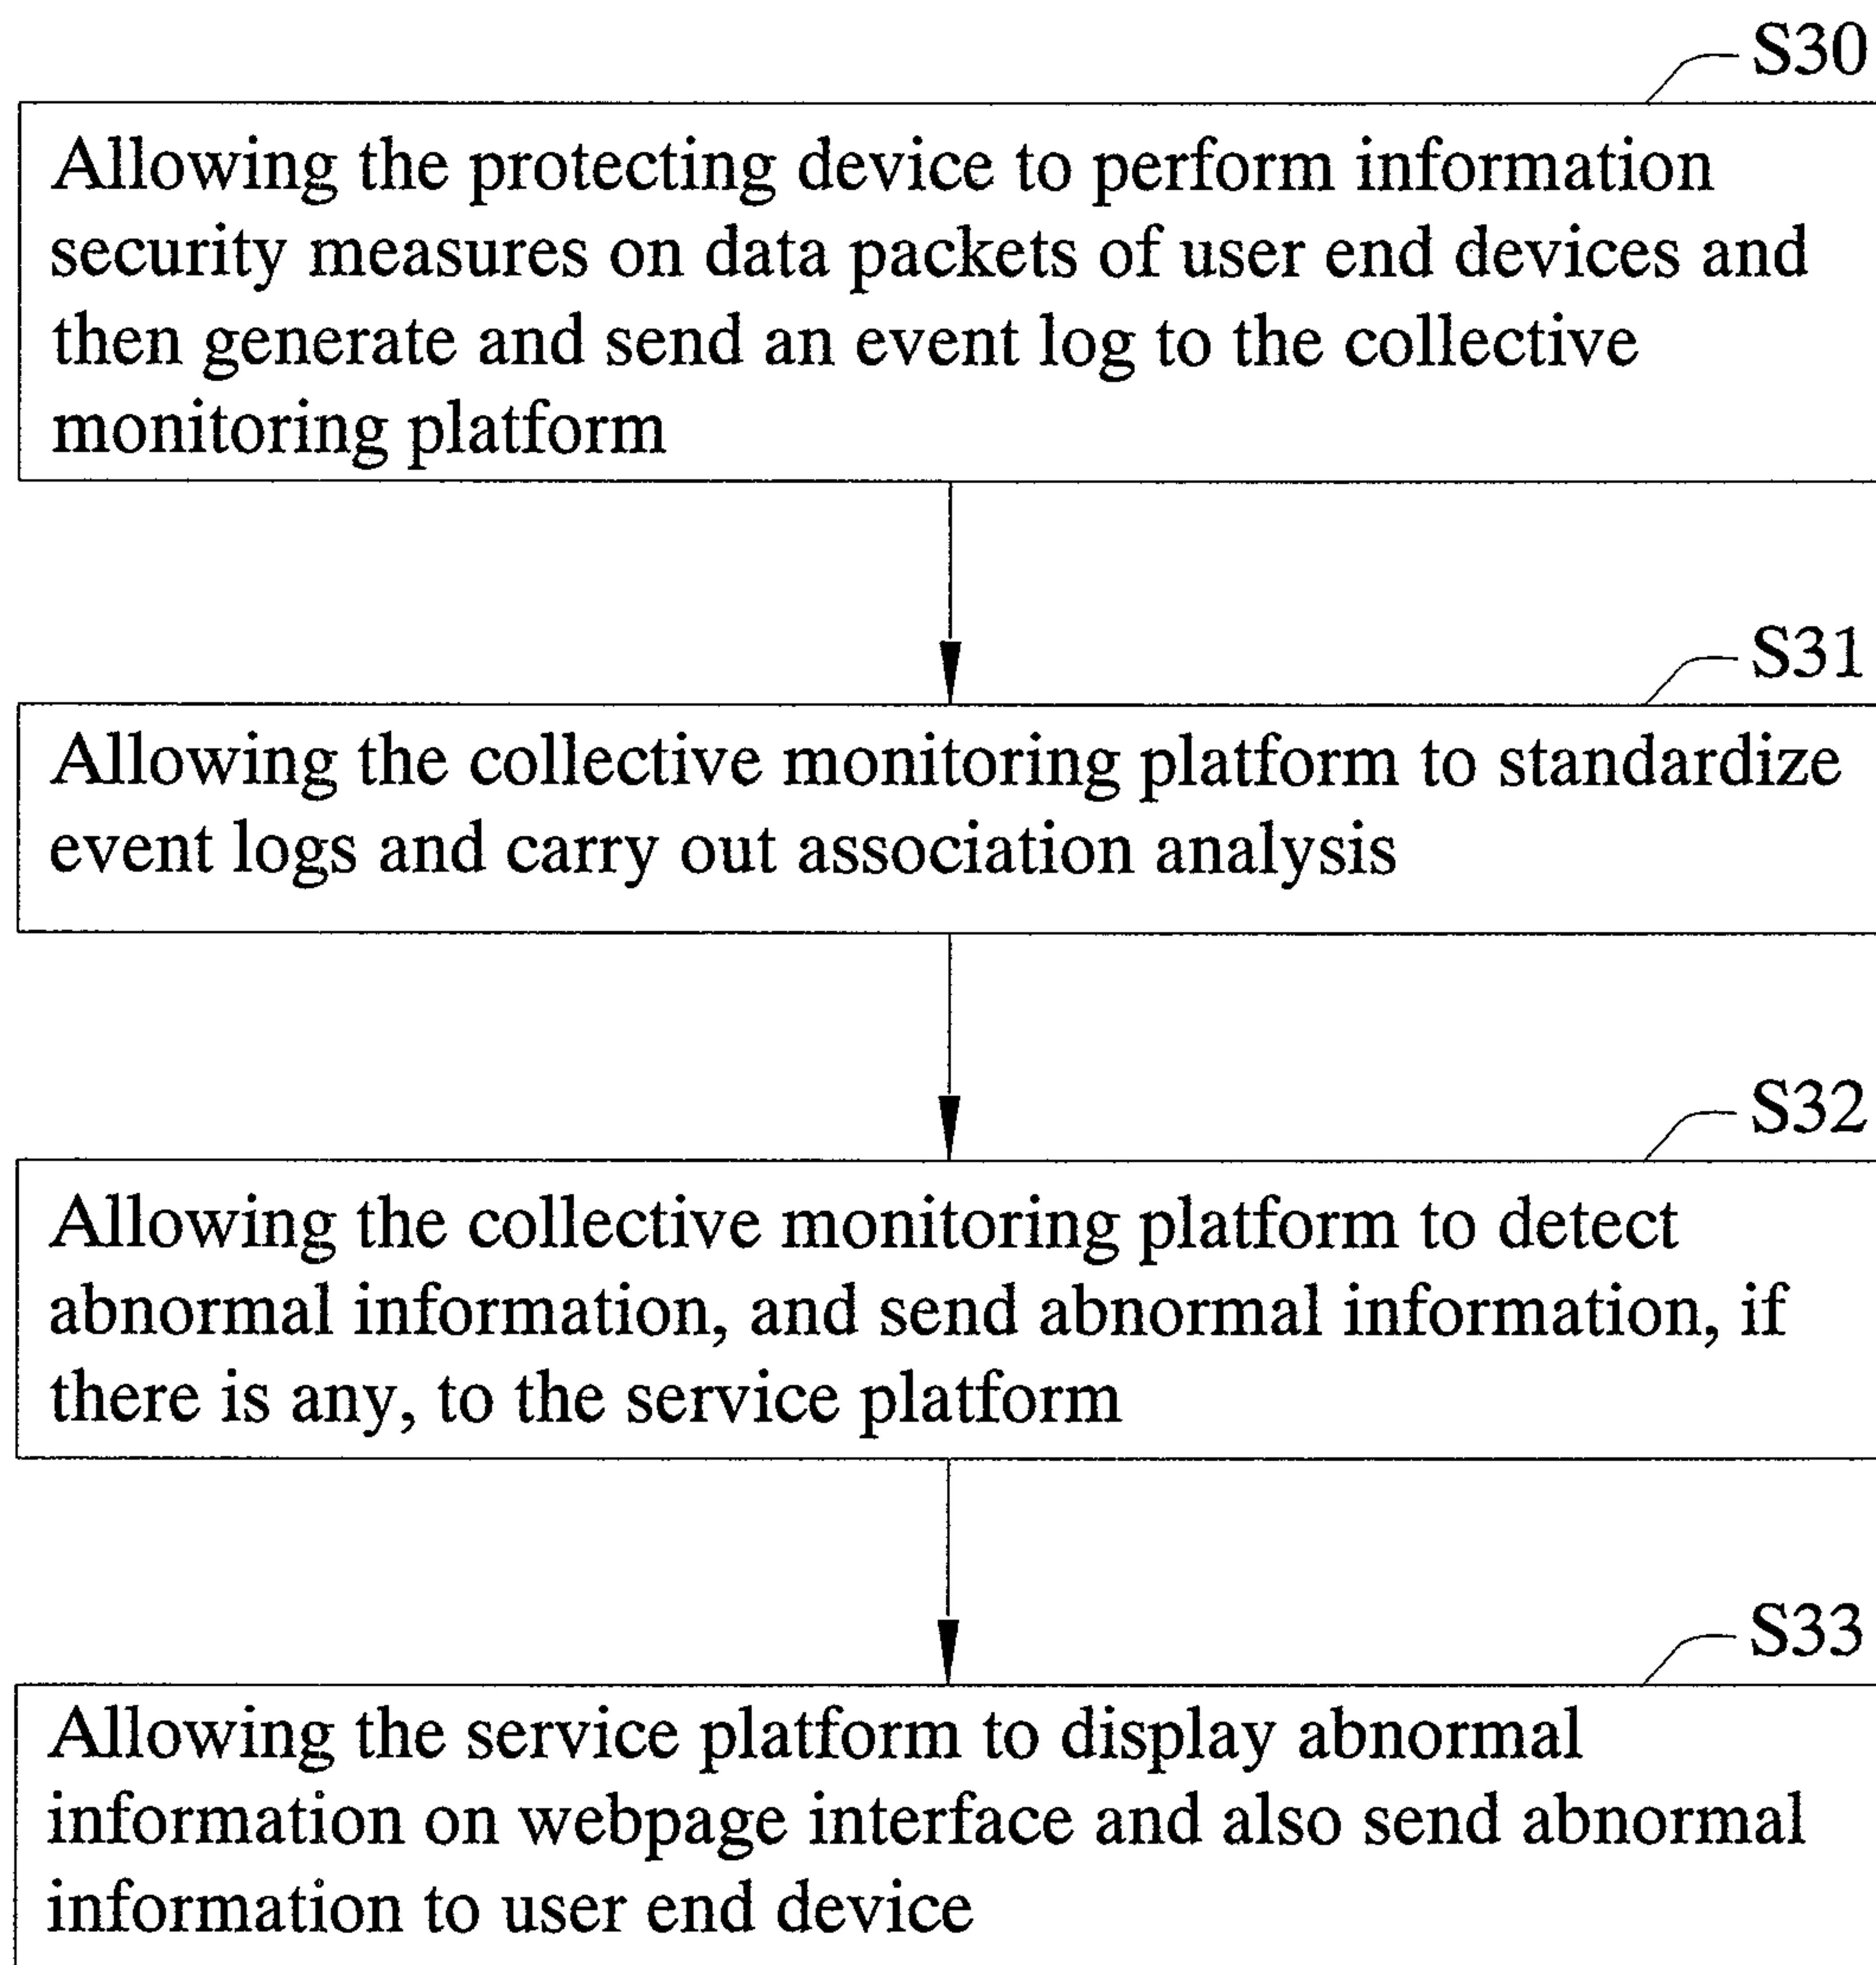 S30
Allowing the protecting device to perform information
security measures on data packets of user end devices and
then generate and send an event log to the collective
monitoring platform
S31
Allowing the collective monitoring platform to standardize
event logs and carry out association analysis
S32
Allowing the collective monitoring platform to detect
abnormal information, and send abnormal information, if
there is any, to the service platform
S33
Allowing the service platform to display abnormal
information on webpage interface and also send abnormal
information to user end device